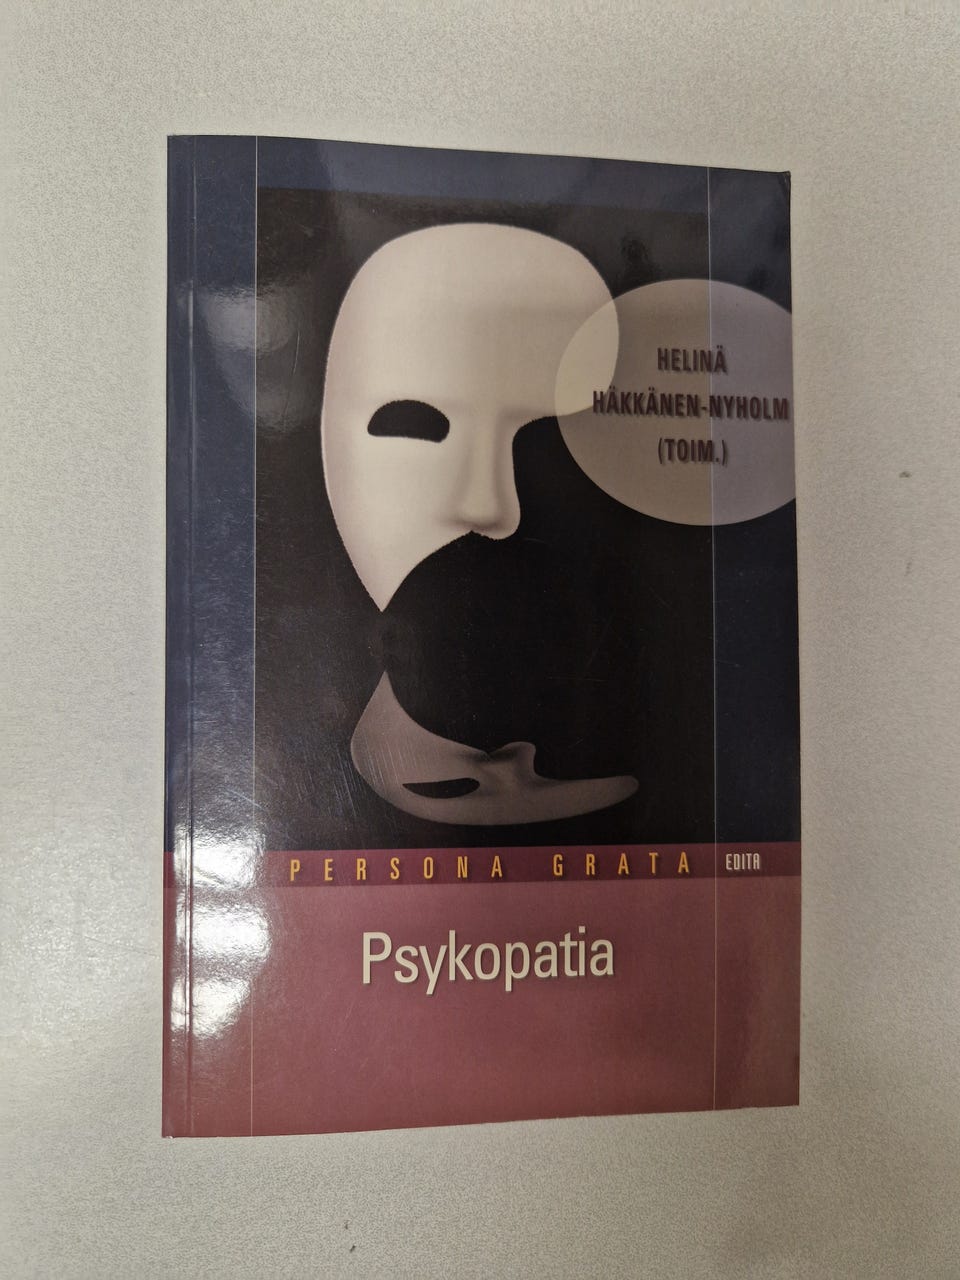 HELINÄ
HÄKKÄNEN-NYHOLM
(TOIM.)
PERSONA GRATA
EDITA
Psykopatia